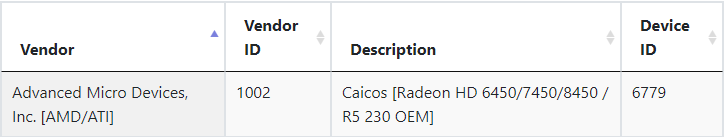 Vendor
Vendor ID
Description
Device ID
Advanced Micro Devices, Inc. [AMD/ATI]
1002
Caicos [Radeon HD 6450/7450/8450 / R5 230 OEM]
6779